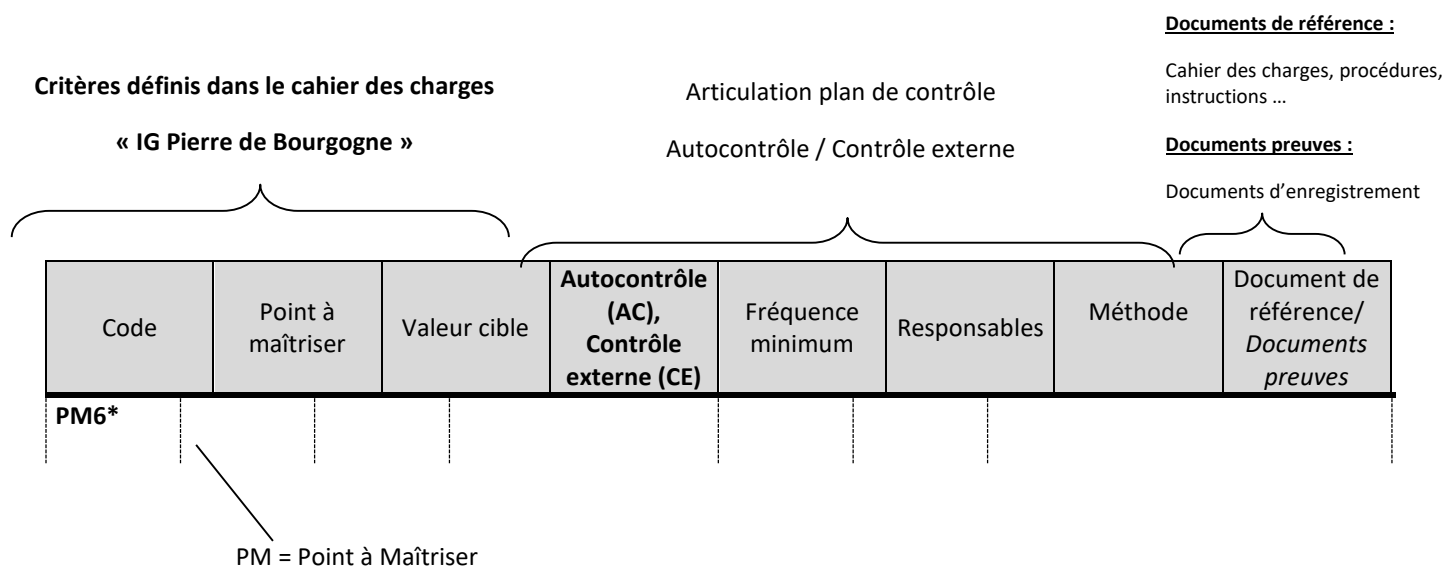 Critères définis dans le cahier des charges
« IG Pierre de Bourgogne »
Articulation plan de contrôle
Autocontrôle / Contrôle externe
Documents de référence :
Cahier des charges, procédures,
instructions ...
Documents preuves :
Documents d'enregistrement
Code
Point à
maîtriser
Valeur cible
Autocontrôle
(AC),
Contrôle
externe (CE)
Fréquence
minimum
Responsables
Méthode
Document de
référence/
Documents
preuves
PM6*
PM = Point à Maîtriser